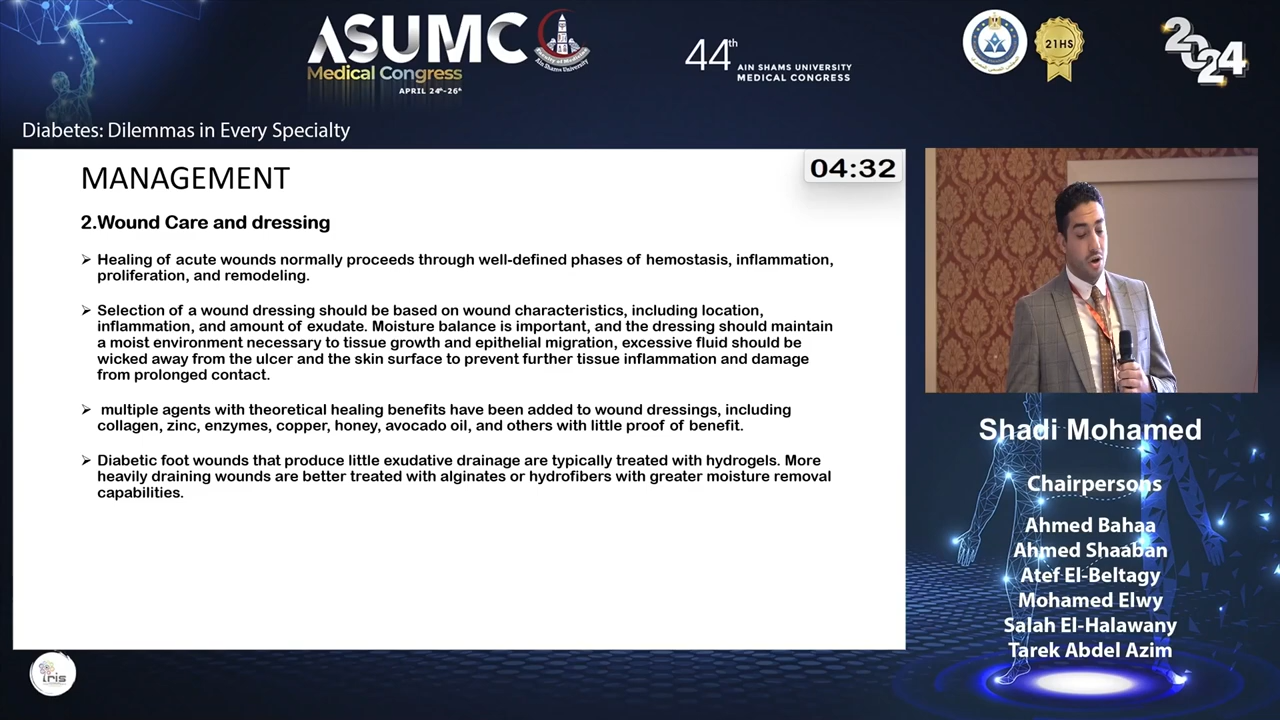 ASUMC
Medical Congress
APRIL 24th-26th
Faculty of Medicine
Ain Shams University
44th
AIN SHAMS UNIVERSITY
MEDICAL CONGRESS
21HS
2024
Diabetes: Dilemmas in Every Specialty
MANAGEMENT
04:32
2.Wound Care and dressing
➢ Healing of acute wounds normally proceeds through well-defined phases of hemostasis, inflammation,
proliferation, and remodeling.
➢ Selection of a wound dressing should be based on wound characteristics, including location,
inflammation, and amount of exudate. Moisture balance is important, and the dressing should maintain
a moist environment necessary to tissue growth and epithelial migration, excessive fluid should be
wicked away from the ulcer and the skin surface to prevent further tissue inflammation and damage
from prolonged contact.
➢ multiple agents with theoretical healing benefits have been added to wound dressings, including
collagen, zinc, enzymes, copper, honey, avocado oil, and others with little proof of benefit.
➢ Diabetic foot wounds that produce little exudative drainage are typically treated with hydrogels. More
heavily draining wounds are better treated with alginates or hydrofibers with greater moisture removal
capabilities.
Shadi Mohamed
Chairpersons
Ahmed Bahaa
Ahmed Shaaban
Atef El-Beltagy
Mohamed Elwy
Salah El-Halawany
Tarek Abdel Azim
iris